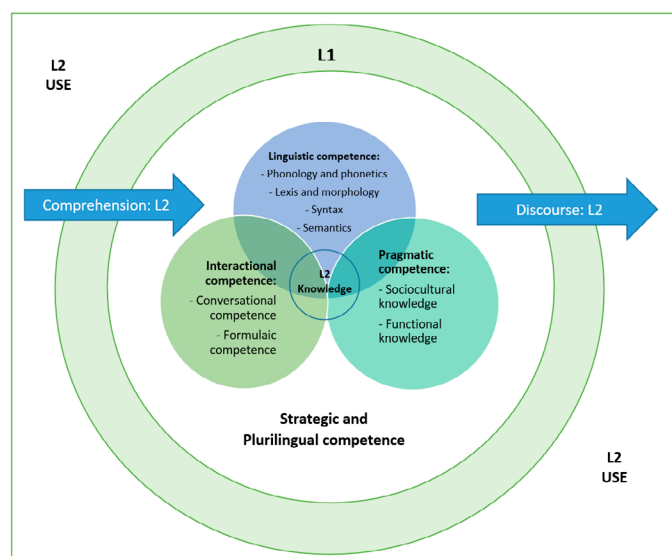 L2
USE
L1
Linguistic competence:
- Phonology and phonetics
- Lexis and morphology
- Syntax
- Semantics
Comprehension: L2
Discourse: L2
Interactional
competence:
- Conversational
competence
- Formulaic
competence
L2
Knowledge
Pragmatic
competence:
- Sociocultural
knowledge
- Functional
knowledge
Strategic and
Plurilingual competence
L2
USE